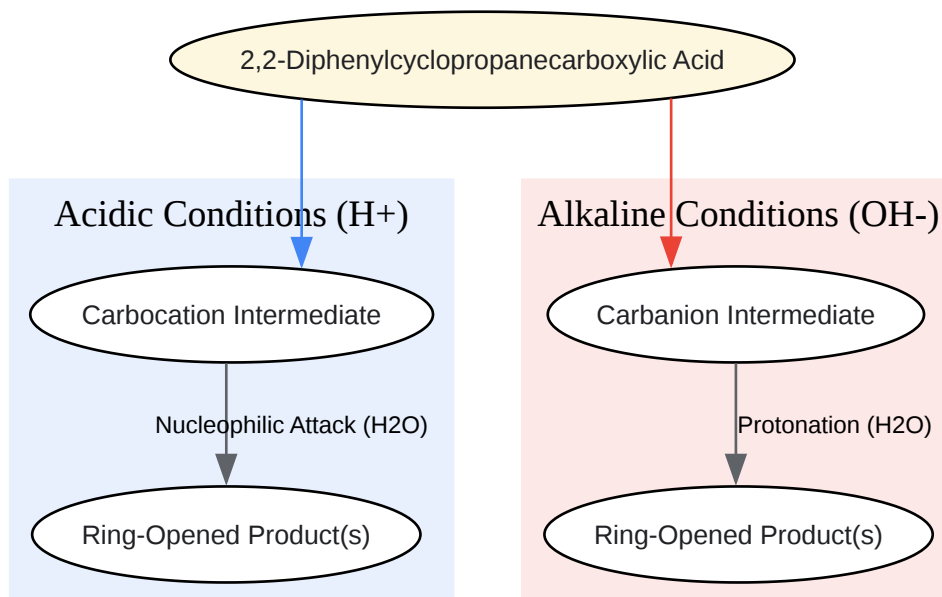 2,2-Diphenylcyclopropanecarboxylic Acid
Acidic Conditions (H+)
Carbocation Intermediate
Nucleophilic Attack (H2O)
Ring-Opened Product(s)
Alkaline Conditions (OH-)
Carbanion Intermediate
Protonation (H2O)
Ring-Opened Product(s)